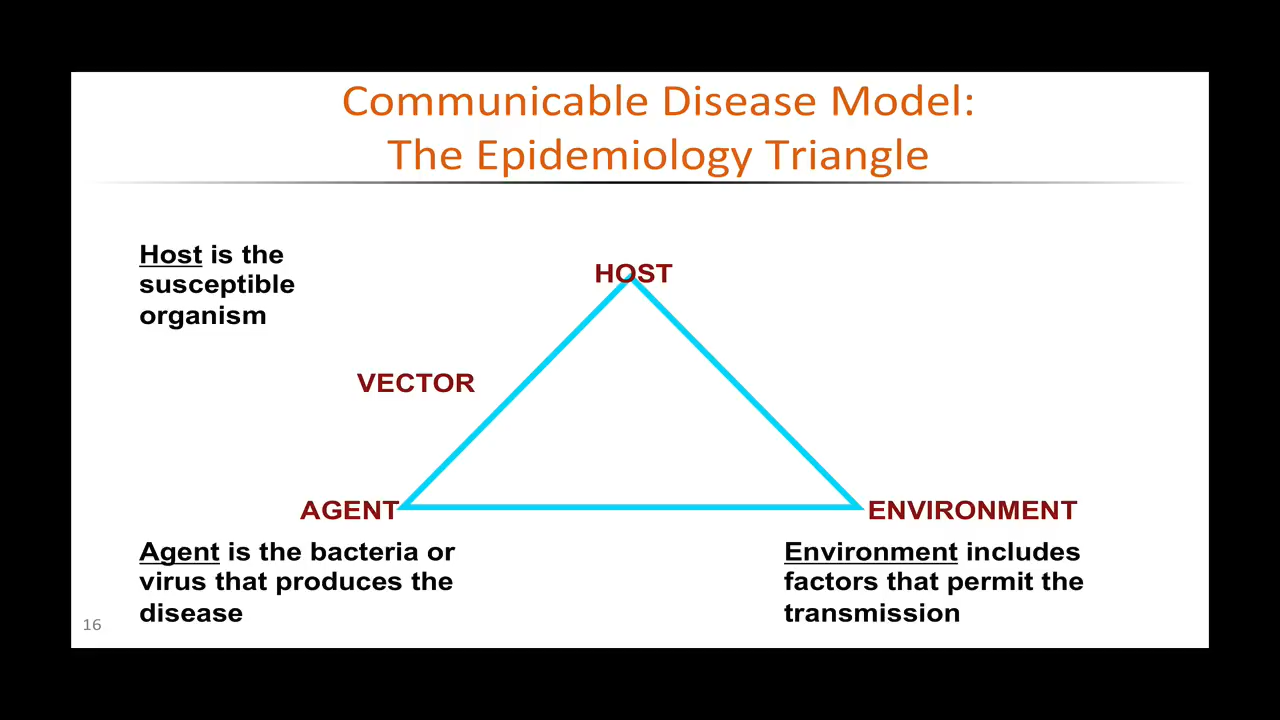 Communicable Disease Model:
The Epidemiology Triangle
Host is the
susceptible
organism
HOST
VECTOR
AGENT
ENVIRONMENT
Agent is the bacteria or
virus that produces the
disease
Environment includes
factors that permit the
transmission
16